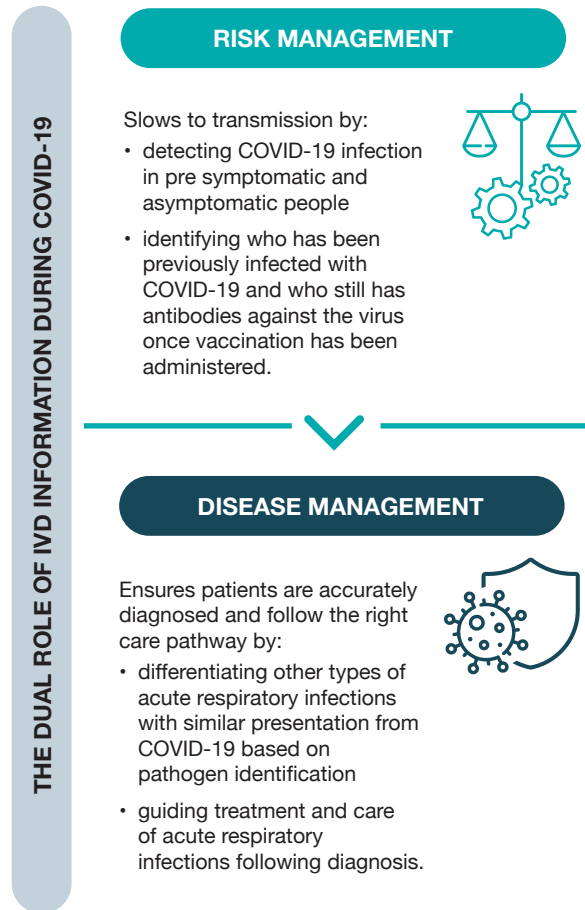 THE DUAL ROLE OF IVD INFORMATION DURING COVID-19
RISK MANAGEMENT
Slows to transmission by:
• detecting COVID-19 infection
in pre symptomatic and
asymptomatic people
• identifying who has been
previously infected with
COVID-19 and who still has
antibodies against the virus
once vaccination has been
administered.
DISEASE MANAGEMENT
Ensures patients are accurately
diagnosed and follow the right
care pathway by:
• differentiating other types of
acute respiratory infections
with similar presentation from
COVID-19 based on
pathogen identification
• guiding treatment and care
of acute respiratory
infections following diagnosis.